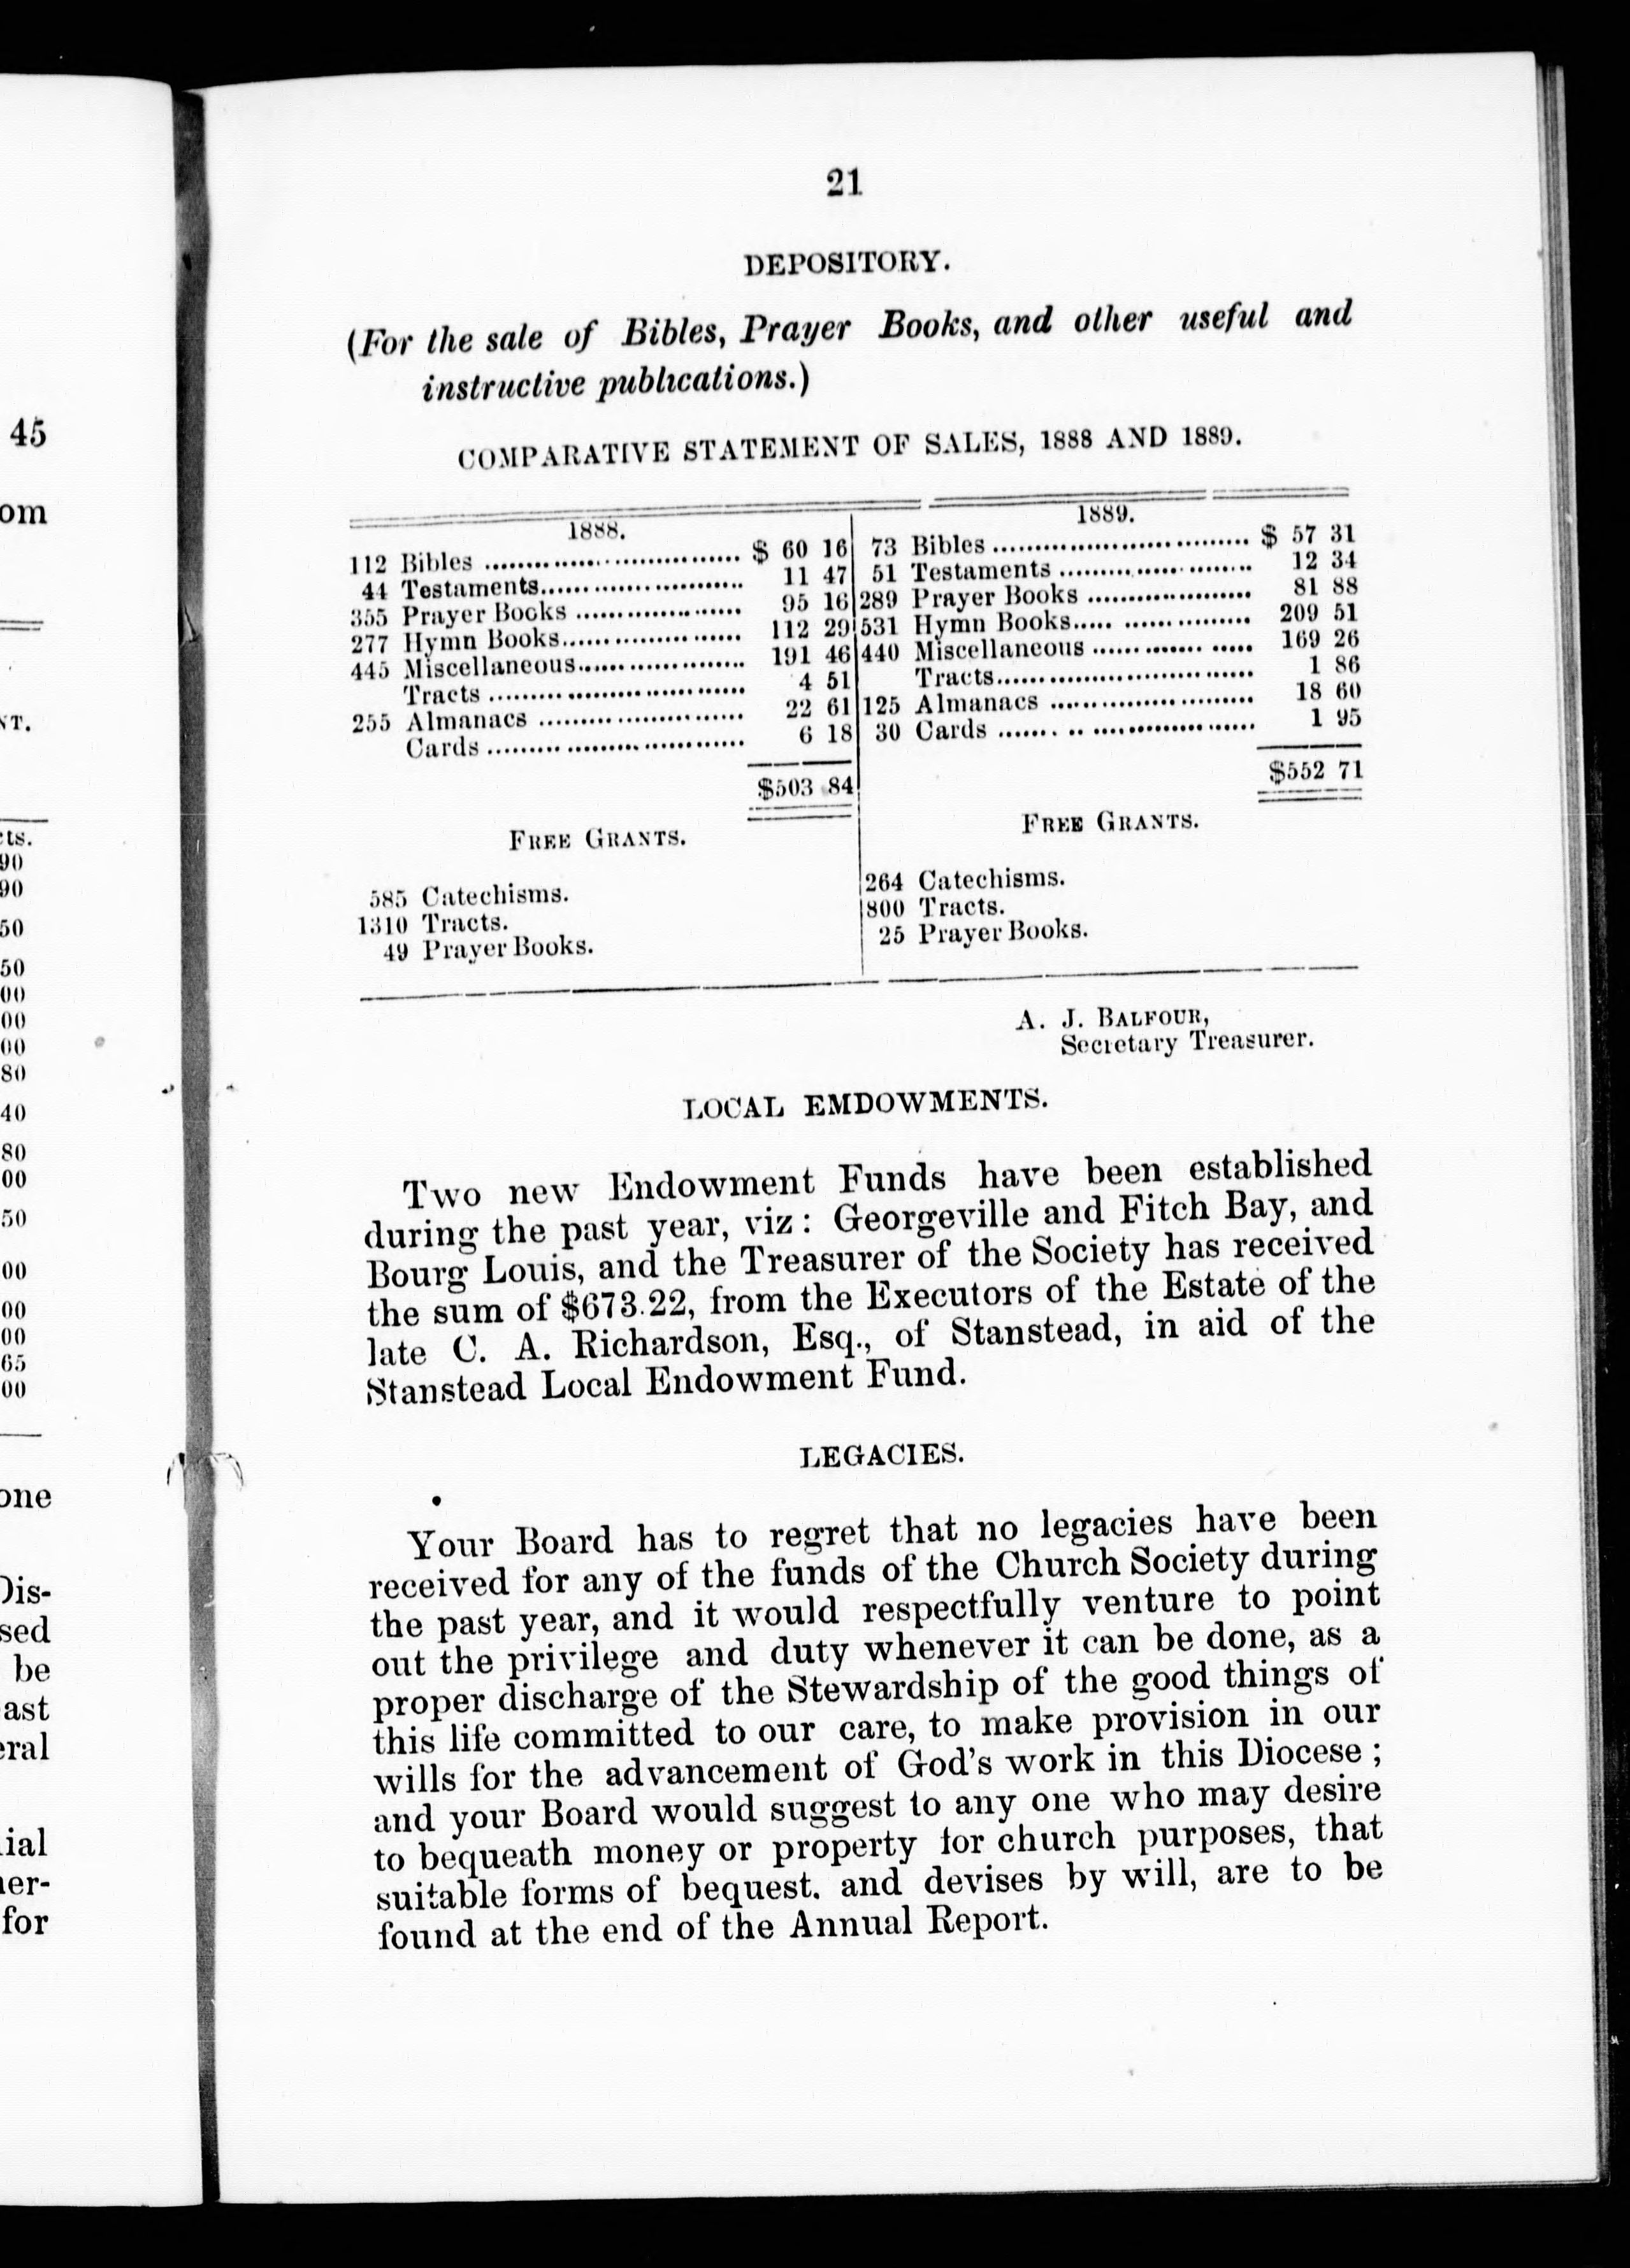 21
DEPOSITORY.
(For the sale of Bibles, Prayer Books, and other useful and
instructive publications.)
COMPARATIVE STATEMENT OF SALES, 1888 AND 1889.
1888.
112 Bibles .............................. $ 60 16
44 Testaments........................ 11 47
355 Prayer Books .................... 95 16
277 Hymn Books..................... 112 29
445 Miscellaneous.................... 191 46
Tracts .............................. 4 51
255 Almanacs ........................ 22 61
Cards .............................. 6 18
$503 84
FREE GRANTS.
585 Catechisms.
1310 Tracts.
49 Prayer Books.
1889.
73 Bibles .............................. $ 57 31
51 Testaments ........................ 12 34
289 Prayer Books .................... 81 88
531 Hymn Books..... ............... 209 51
440 Miscellaneous .................... 169 26
Tracts.............................. 1 86
125 Almanacs ........................ 18 60
30 Cards .............................. 1 95
$552 71
FREE GRANTS.
264 Catechisms.
800 Tracts.
25 Prayer Books.
A. J. BALFOUR,
Secretary Treasurer.
LOCAL EMDOWMENTS.
Two new Endowment Funds have been established
during the past year, viz : Georgeville and Fitch Bay, and
Bourg Louis, and the Treasurer of the Society has received
the sum of $673.22, from the Executors of the Estate of the
late C. A. Richardson, Esq., of Stanstead, in aid of the
Stanstead Local Endowment Fund.
LEGACIES.
Your Board has to regret that no legacies have been
received for any of the funds of the Church Society during
the past year, and it would respectfully venture to point
out the privilege and duty whenever it can be done, as a
proper discharge of the Stewardship of the good things of
this life committed to our care, to make provision in our
wills for the advancement of God's work in this Diocese ;
and your Board would suggest to any one who may desire
to bequeath money or property for church purposes, that
suitable forms of bequest. and devises by will, are to be
found at the end of the Annual Report.